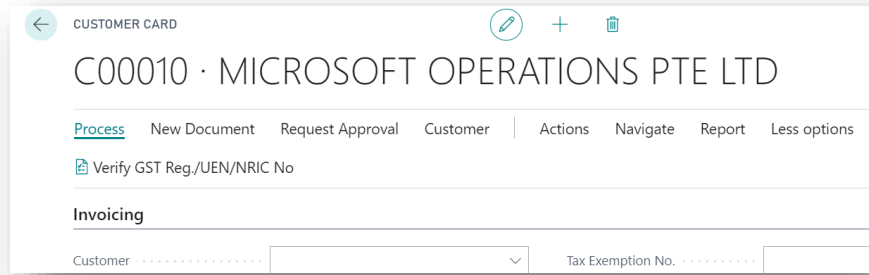 CUSTOMER CARD
C00010 · MICROSOFT OPERATIONS PTE LTD
Process New Document Request Approval Customer Actions Navigate Report Less options
Verify GST Reg./UEN/NRIC No
Invoicing
Customer Tax Exemption No.